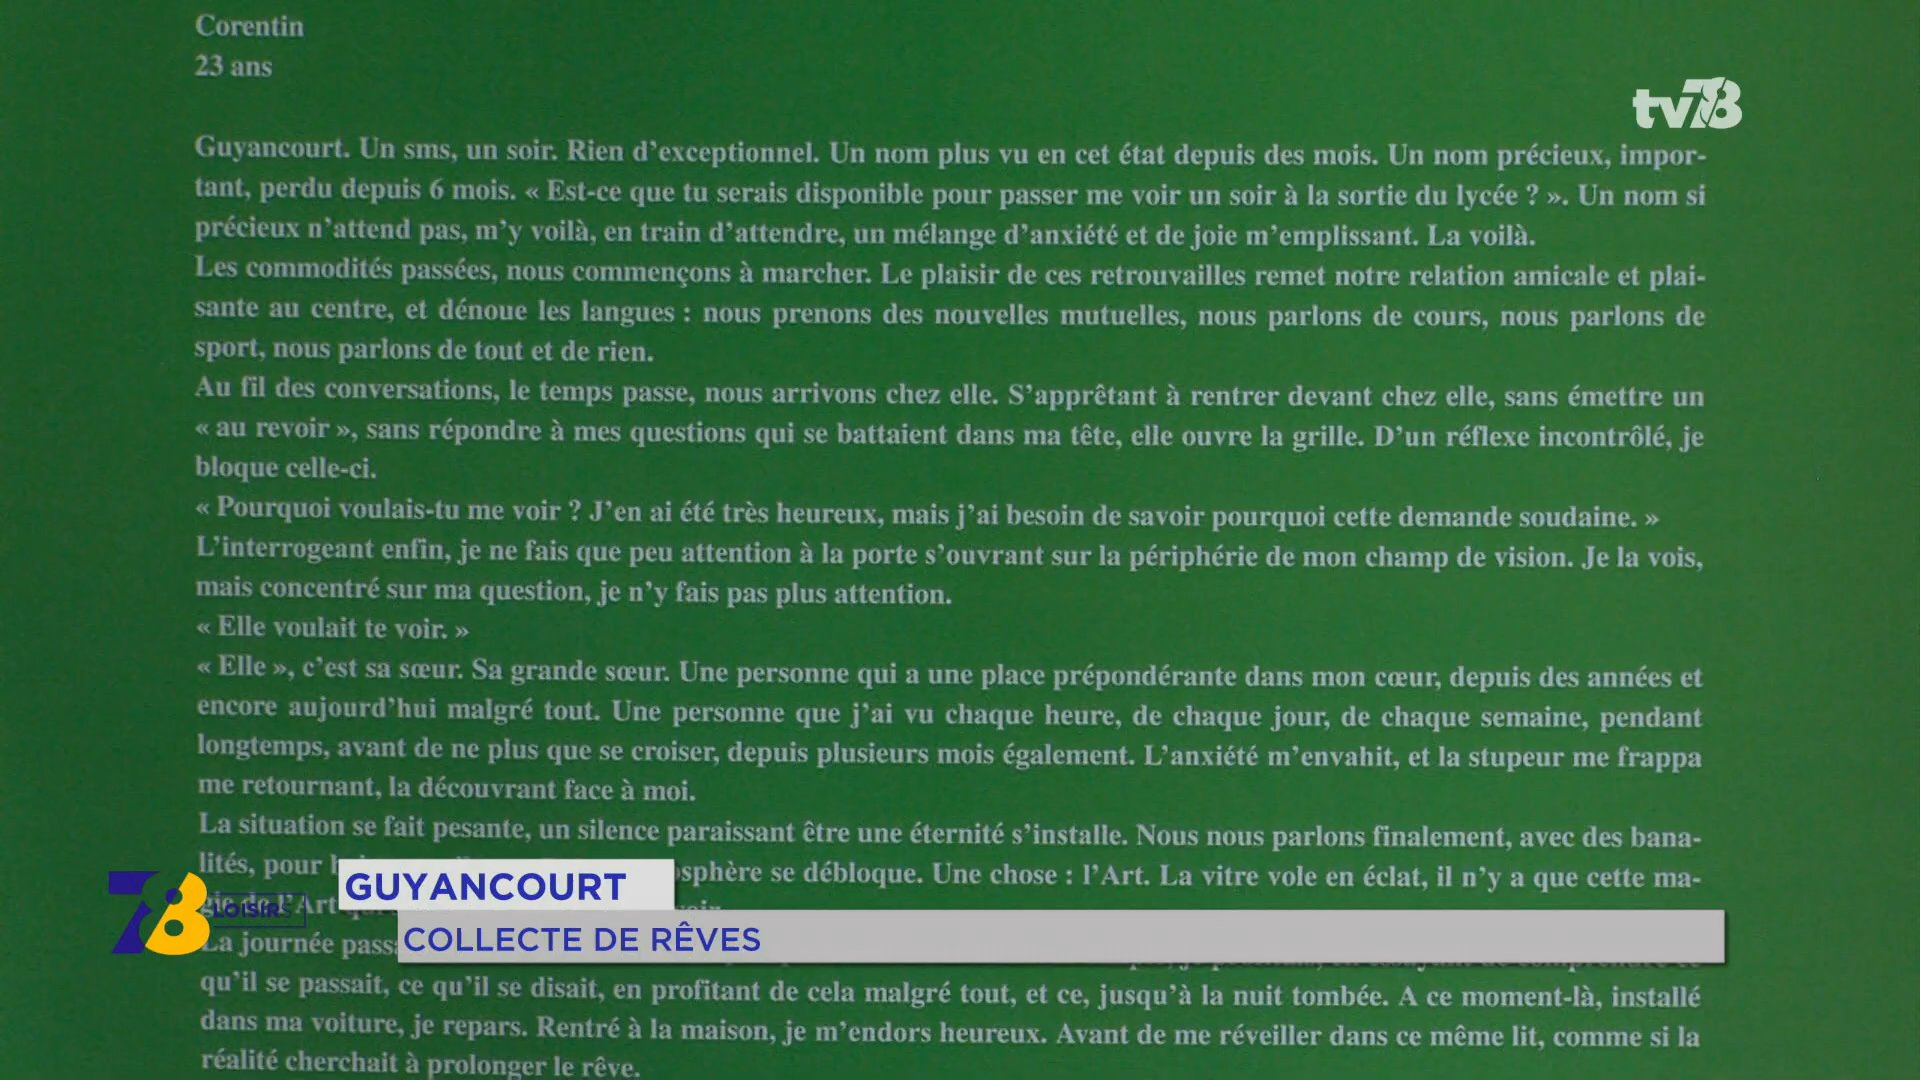 Corentin
23 ans
tv78
Guyancourt. Un sms, un soir. Rien d’exceptionnel. Un nom plus vu en cet état depuis des mois. Un nom précieux, impor-
tant, perdu depuis 6 mois. « Est-ce que tu serais disponible pour passer me voir un soir à la sortie du lycée ? ». Un nom si
précieux n’attend pas, m’y voilà, en train d’attendre, un mélange d’anxiété et de joie m’emplissant. La voilà.
Les commodités passées, nous commençons à marcher. Le plaisir de ces retrouvailles remet notre relation amicale et plai-
sante au centre, et dénoue les langues : nous prenons des nouvelles mutuelles, nous parlons de cours, nous parlons de
sport, nous parlons de tout et de rien.
Au fil des conversations, le temps passe, nous arrivons chez elle. S’apprêtant à rentrer devant chez elle, sans émettre un
« au revoir », sans répondre à mes questions qui se battaient dans ma tête, elle ouvre la grille. D’un réflexe incontrôlé, je
bloque celle-ci.
« Pourquoi voulais-tu me voir ? J’en ai été très heureux, mais j’ai besoin de savoir pourquoi cette demande soudaine. »
L’interrogeant enfin, je ne fais que peu attention à la porte s’ouvrant sur la périphérie de mon champ de vision. Je la vois,
mais concentré sur ma question, je n’y fais pas plus attention.
« Elle voulait te voir. »
« Elle », c’est sa sœur. Sa grande sœur. Une personne qui a une place prépondérante dans mon cœur, depuis des années et
encore aujourd’hui malgré tout. Une personne que j’ai vu chaque heure, de chaque jour, de chaque semaine, pendant
longtemps, avant de ne plus que se croiser, depuis plusieurs mois également. L’anxiété m’envahit, et la stupeur me frappa
me retournant, la découvrant face à moi.
La situation se fait pesante, un silence paraissant être une éternité s’installe. Nous nous parlons finalement, avec des bana-
lités, pour osphère se débloque. Une chose : l’Art. La vitre vole en éclat, il n’y a que cette ma-
gie de l’Art
La journée
qu’il se passait, ce qu’il se disait, en profitant de cela malgré tout, et ce, jusqu’à la nuit tombée. A ce moment-là, installé
dans ma voiture, je repars. Rentré à la maison, je m’endors heureux. Avant de me réveiller dans ce même lit, comme si la
réalité cherchait à prolonger le rêve.
78 LOISIRS
GUYANCOURT
COLLECTE DE RÊVES